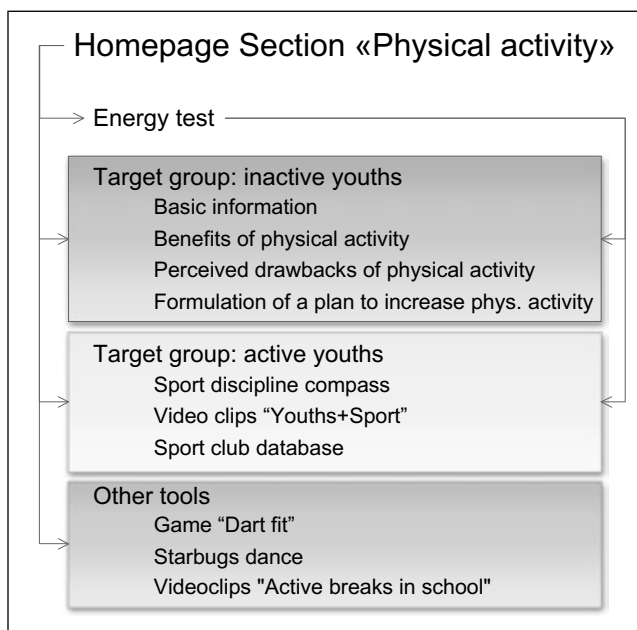 Homepage Section «Physical activity»
Energy test
Target group: inactive youths
Basic information
Benefits of physical activity
Perceived drawbacks of physical activity
Formulation of a plan to increase phys. activity
Target group: active youths
Sport discipline compass
Video clips “Youths+Sport”
Sport club database
Other tools
Game “Dart fit”
Starbugs dance
Videoclips "Active breaks in school"